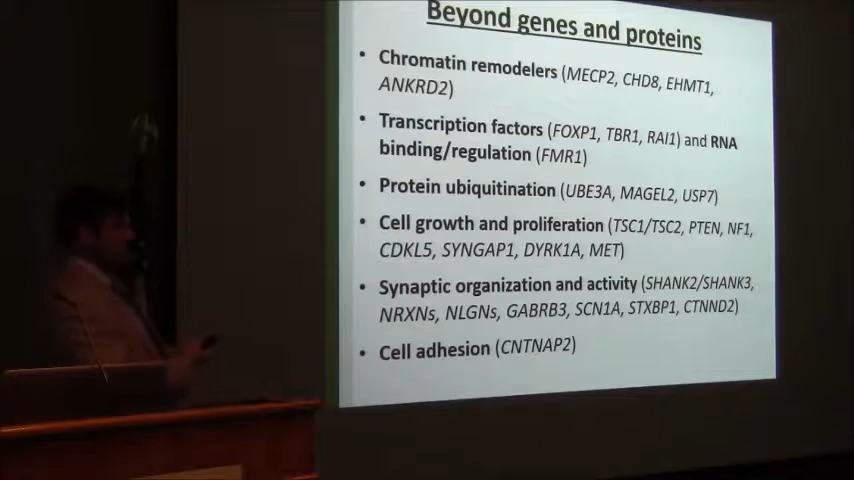 Beyond genes and proteins
• Chromatin remodelers (MECP2, CHD8, EHMT1,
ANKRD2)
• Transcription factors (FOXP1, TBR1, RAI1) and RNA
binding/regulation (FMR1)
• Protein ubiquitination (UBE3A, MAGEL2, USP7)
• Cell growth and proliferation (TSC1/TSC2, PTEN, NF1,
CDKL5, SYNGAP1, DYRK1A, MET)
• Synaptic organization and activity (SHANK2/SHANK3,
NRXNs, NLGNs, GABRB3, SCN1A, STXBP1, CTNND2)
• Cell adhesion (CNTNAP2)